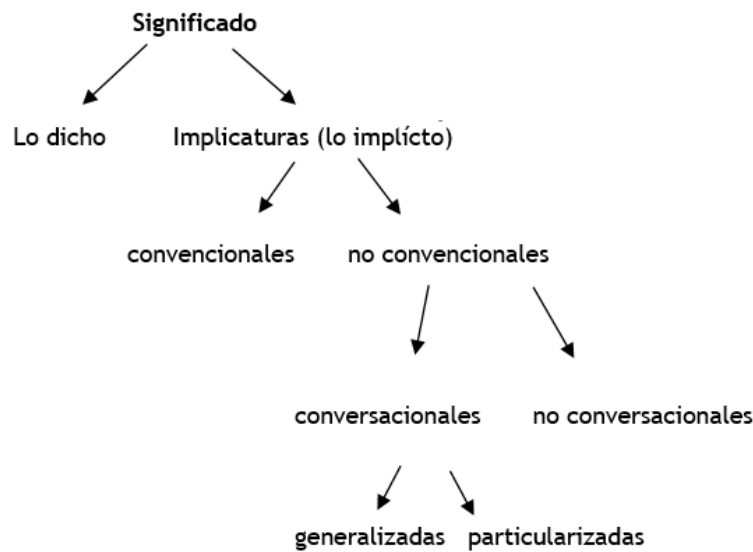 Significado
Lo dicho Implicaturas (lo implícto)
convencionales no convencionales
conversacionales no conversacionales
generalizadas particularizadas